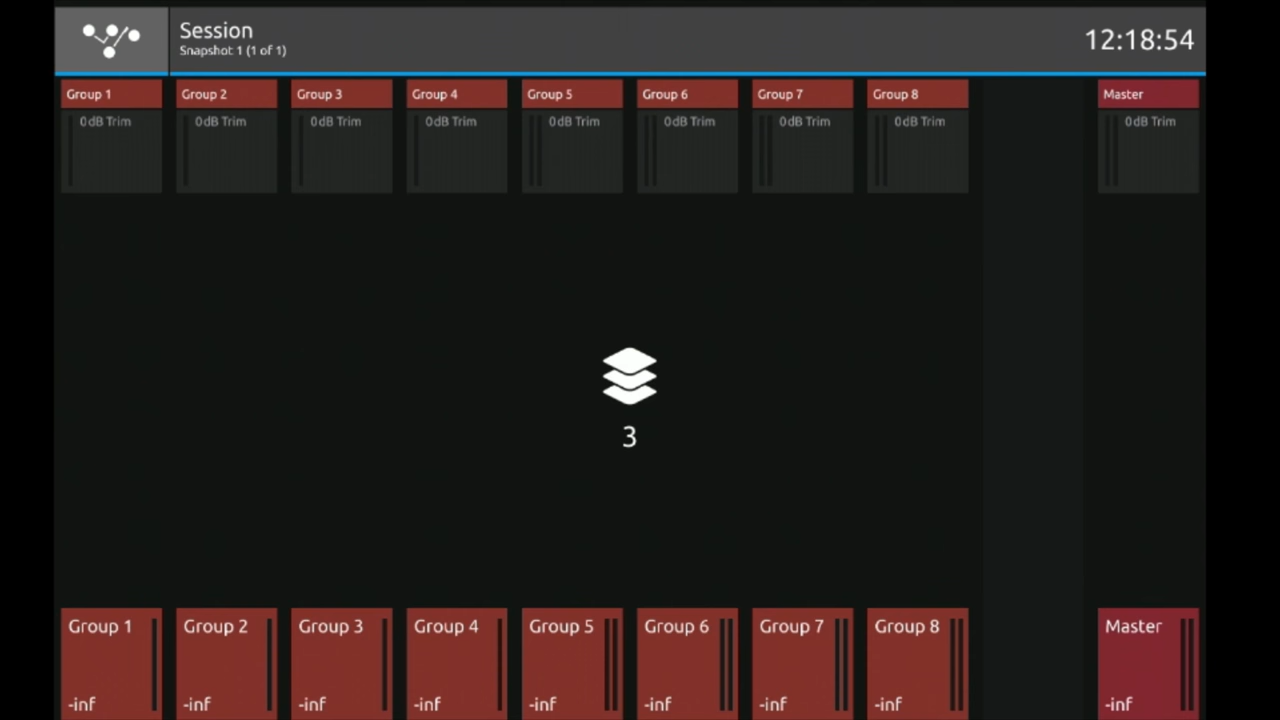 Session
Snapshot 1 (1 of 1)
12:18:54
Group 1 Group 2 Group 3 Group 4 Group 5 Group 6 Group 7 Group 8 Master
0dB Trim 0dB Trim 0dB Trim 0dB Trim 0dB Trim 0dB Trim 0dB Trim 0dB Trim 0dB Trim
3
Group 1 Group 2 Group 3 Group 4 Group 5 Group 6 Group 7 Group 8 Master
-inf -inf -inf -inf -inf -inf -inf -inf -inf